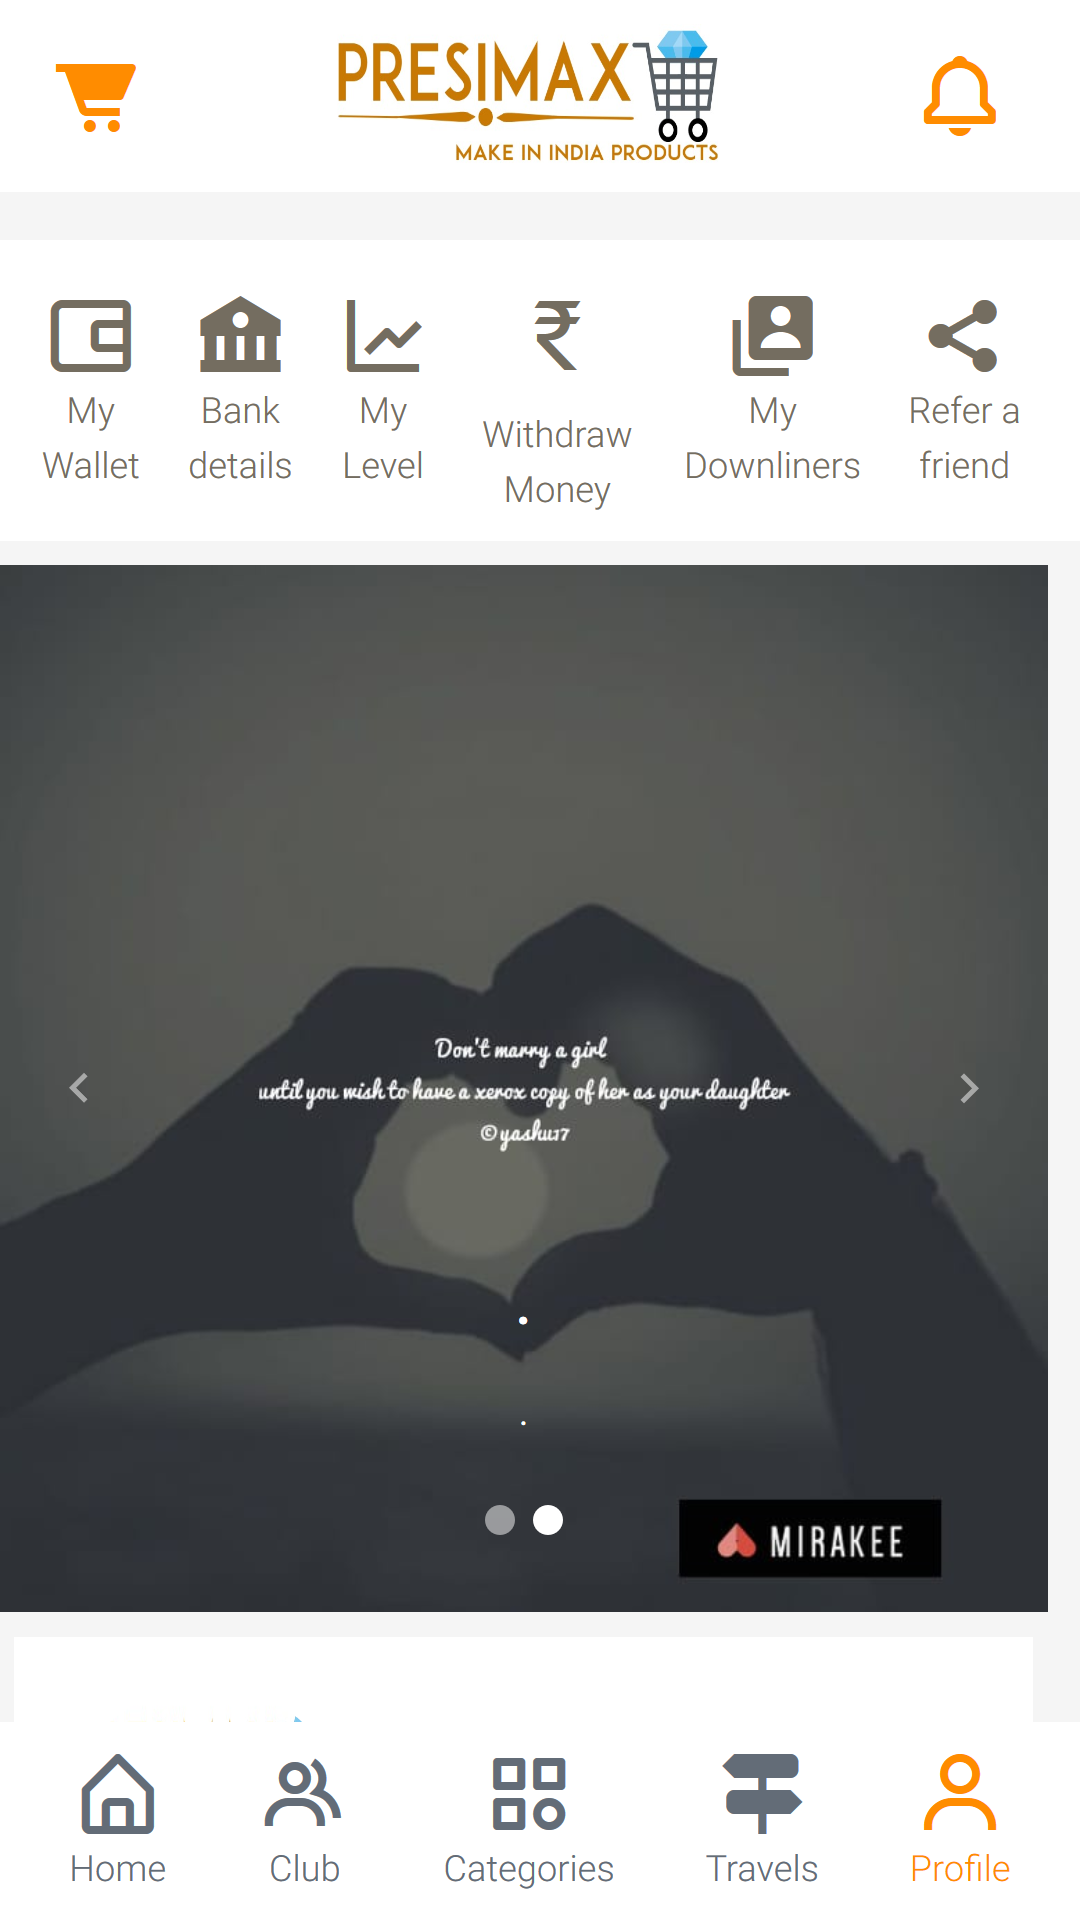 PRESIMAX
MAKE IN INDIA PRODUCTS
My Wallet
Bank details
My Level
Withdraw Money
My Downliners
Refer a friend
Don't marry a girl
until you wish to have a xerox copy of her as your daughter
©yashu17
.
.
MIRAKEE
Home
Club
Categories
Travels
Profile